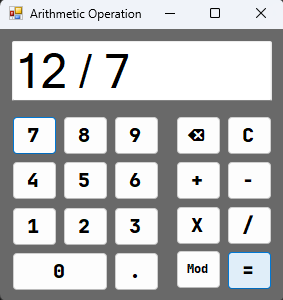 Arithmetic Operation
12 / 7
7 8 9 C
4 5 6 + -
1 2 3 X /
0 . Mod =